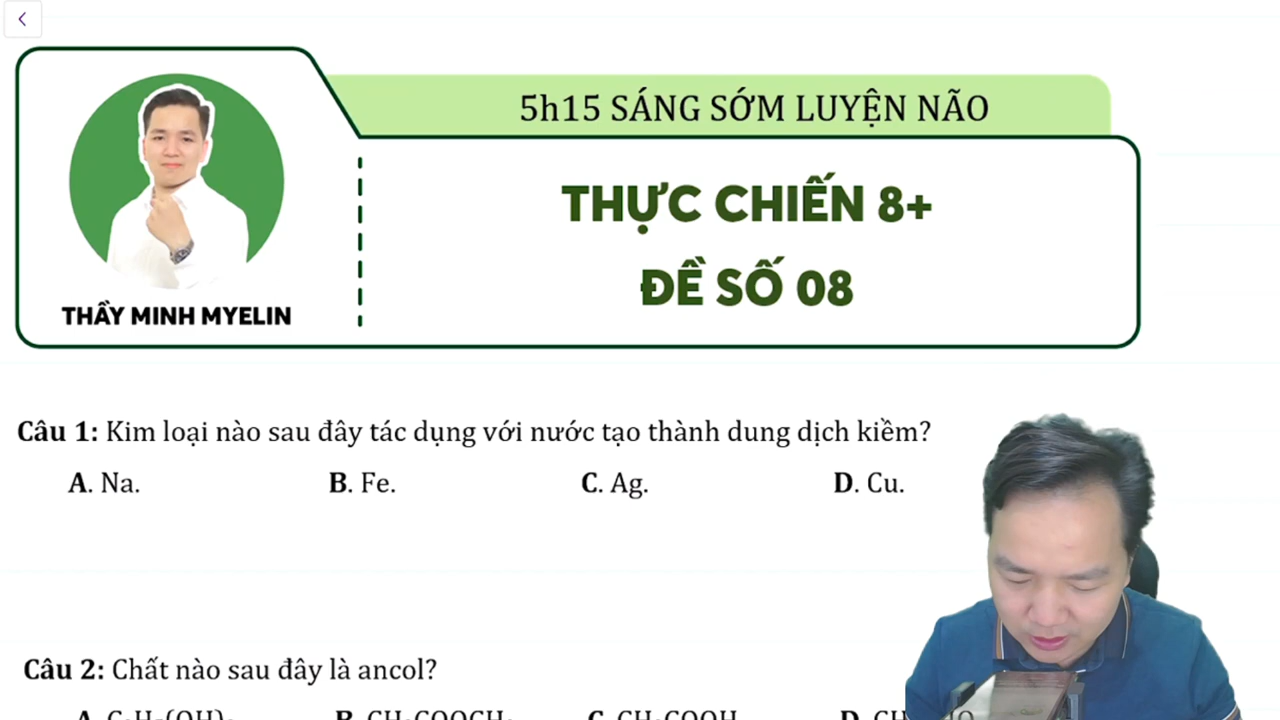 5h15 SÁNG SỚM LUYỆN NÃO
THỰC CHIẾN 8+
ĐỀ SỐ 08
THẦY MINH MYELIN
Câu 1: Kim loại nào sau đây tác dụng với nước tạo thành dung dịch kiềm?
A. Na. B. Fe. C. Ag. D. Cu.
Câu 2: Chất nào sau đây là ancol?